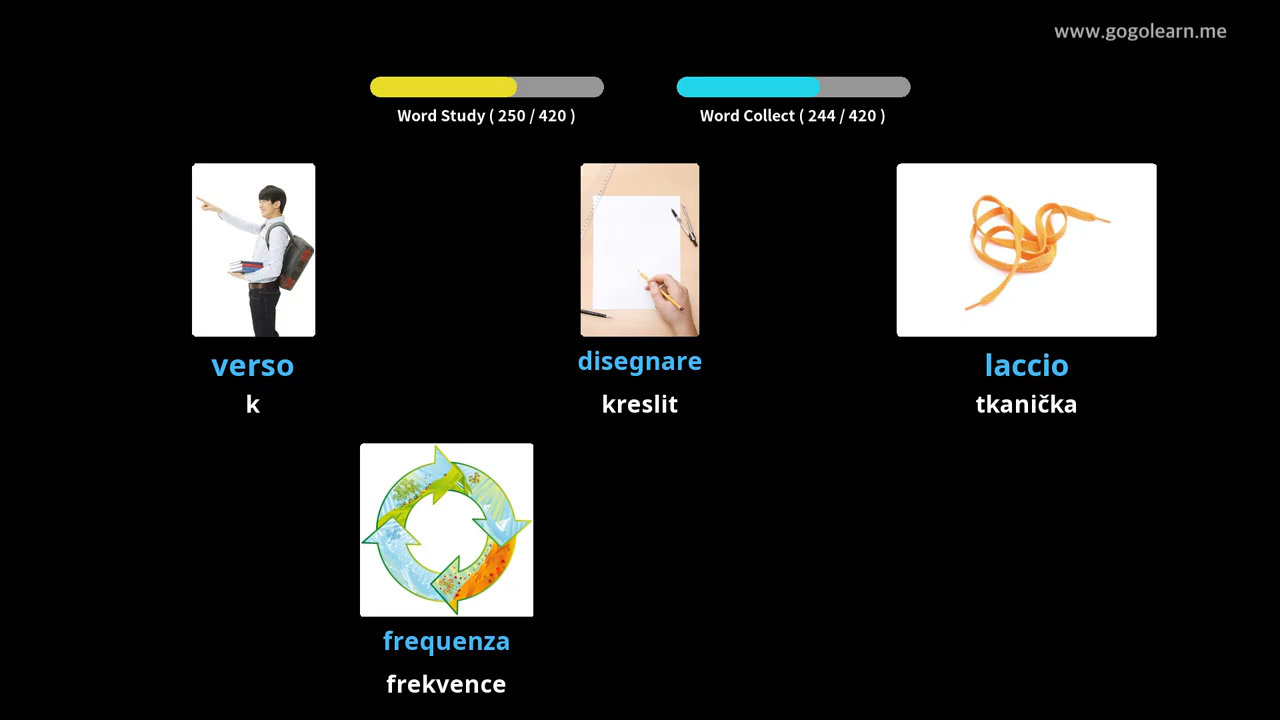 www.gogolearn.me
Word Study ( 250 / 420 )
Word Collect ( 244 / 420 )
verso
k
disegnare
kreslit
laccio
tkanička
frequenza
frekvence